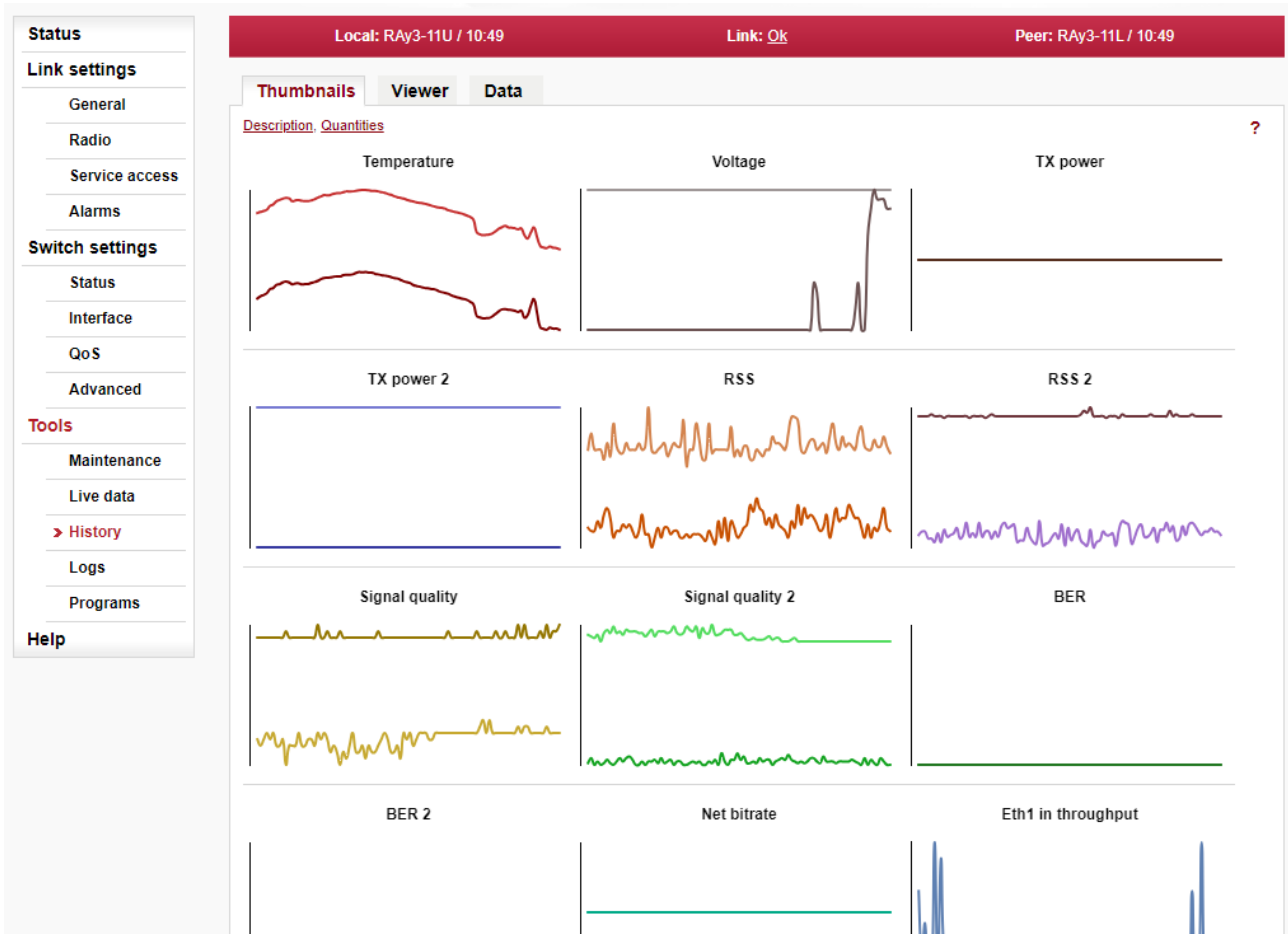 Status
Link settings
General
Radio
Service access
Alarms
Switch settings
Status
Interface
QoS
Advanced
Tools
Maintenance
Live data
> History
Logs
Programs
Help
Local: RAy3-11U / 10:49 Link: Ok Peer: RAy3-11L / 10:49
Thumbnails Viewer Data
Description, Quantities ?
Temperature Voltage TX power
TX power 2 RSS RSS 2
Signal quality Signal quality 2 BER
BER 2 Net bitrate Eth1 in throughput